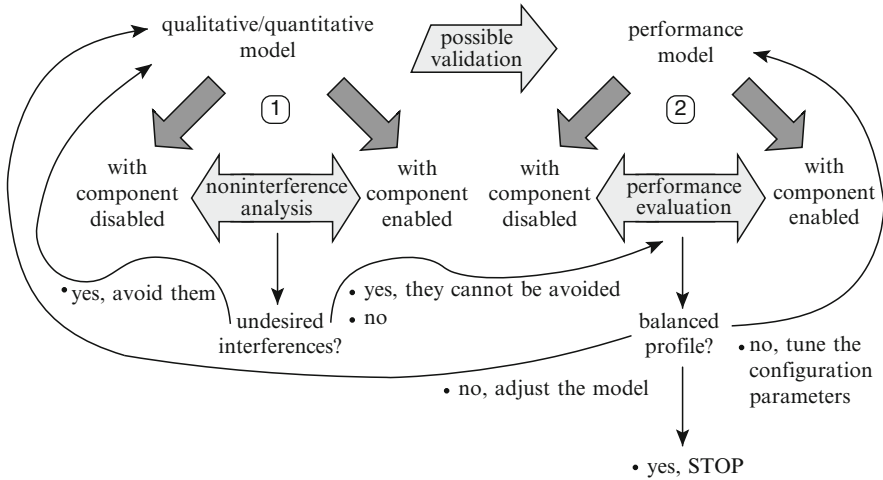 qualitative/quantitative
model
possible
validation
performance
model
1
2
with
component
disabled
noninterference
analysis
with
component
enabled
with
component
disabled
performance
evaluation
with
component
enabled
• yes, avoid them
undesired
interferences?
• yes, they cannot be avoided
• no
balanced
profile?
• no, tune the
configuration
parameters
• no, adjust the model
• yes, STOP